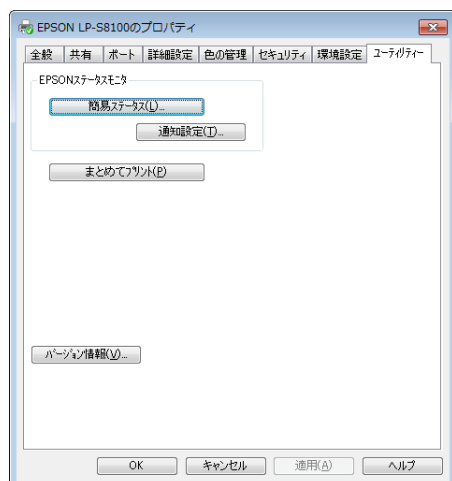 EPSON LP-S8100のプロパティ
全般 共有 ポート 詳細設定 色の管理 セキュリティ 環境設定 ユーティリティー
EPSONステータスモニタ
簡易ステータス(L)...
通知設定(T)...
まとめてプリント(P)
バージョン情報(V)...
OK キャンセル 適用(A) ヘルプ